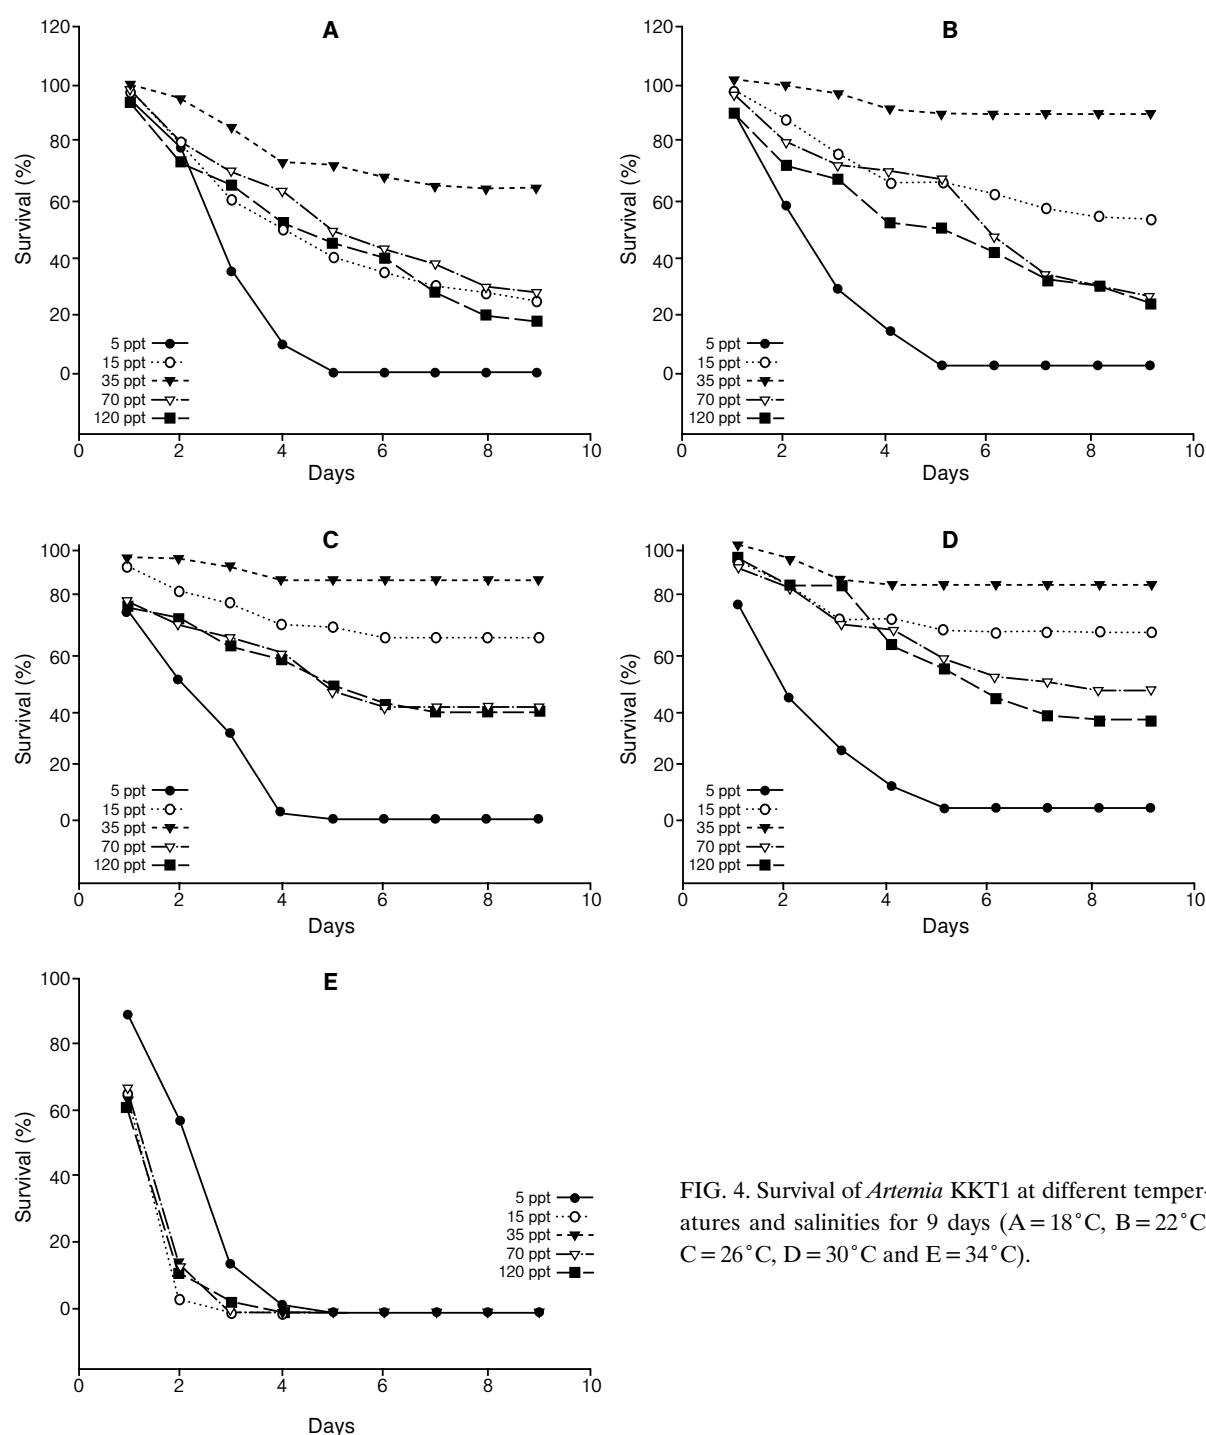 A
120
100
80
60
40
20
0
Survival (%)
5 ppt
15 ppt
35 ppt
70 ppt
120 ppt
0 2 4 6 8 10
Days
B
120
100
80
60
40
20
0
Survival (%)
5 ppt
15 ppt
35 ppt
70 ppt
120 ppt
0 2 4 6 8 10
Days
C
100
80
60
40
20
0
Survival (%)
5 ppt
15 ppt
35 ppt
70 ppt
120 ppt
0 2 4 6 8 10
Days
D
100
80
60
40
20
0
Survival (%)
5 ppt
15 ppt
35 ppt
70 ppt
120 ppt
0 2 4 6 8 10
Days
E
100
80
60
40
20
0
Survival (%)
5 ppt
15 ppt
35 ppt
70 ppt
120 ppt
0 2 4 6 8 10
Days
FIG. 4. Survival of Artemia KKT1 at different temper-
atures and salinities for 9 days (A = 18˚C, B = 22˚C
C = 26˚C, D = 30˚C and E = 34˚C).